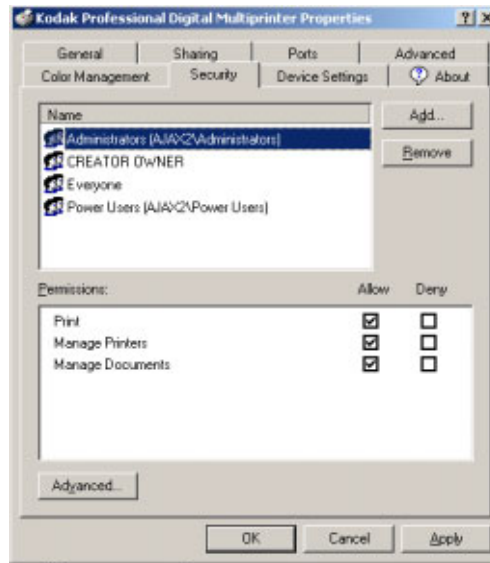 Kodak Professional Digital Multiprinter Properties
General Sharing Ports Advanced
Color Management Security Device Settings About
Name
Administrators (AJAX2\Administrators)
CREATOR OWNER
Everyone
Power Users (AJAX2\Power Users)
Add...
Remove
Permissions: Allow Deny
Print
Manage Printers
Manage Documents
Advanced...
OK Cancel Apply